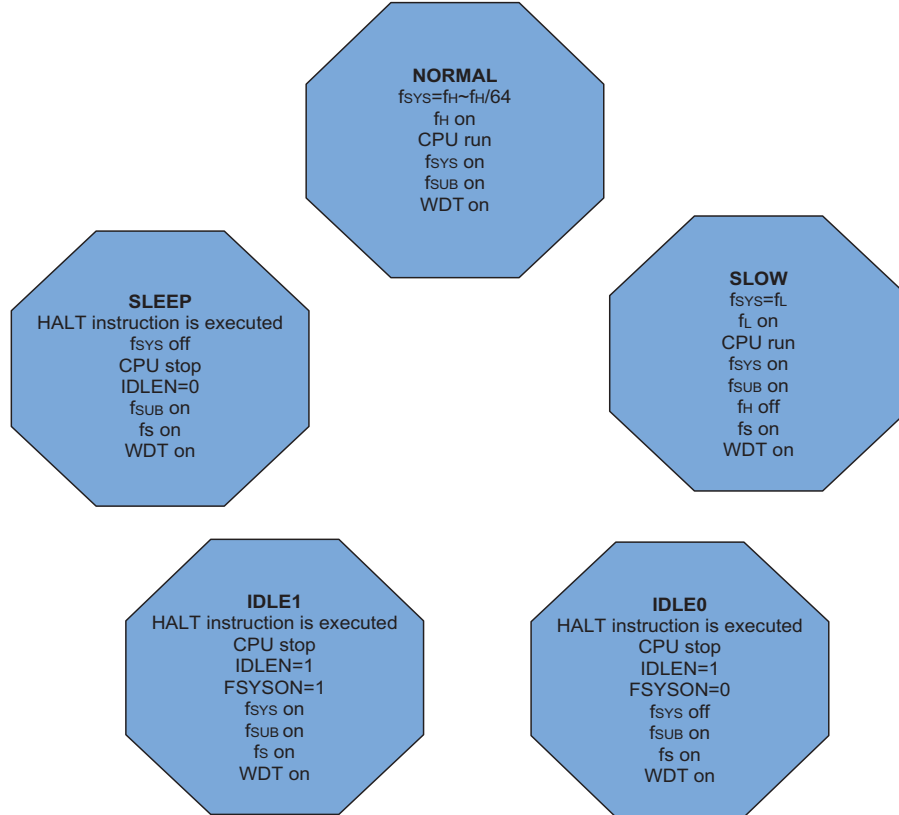 NORMAL
fSYS=fH~fH/64
fH on
CPU run
fSYS on
fSUB on
WDT on
SLEEP
HALT instruction is executed
fSYS off
CPU stop
IDLEN=0
fSUB on
fS on
WDT on
SLOW
fSYS=fL
fL on
CPU run
fSYS on
fSUB on
fH off
fS on
WDT on
IDLE1
HALT instruction is executed
CPU stop
IDLEN=1
FSYSON=1
fSYS on
fSUB on
fS on
WDT on
IDLE0
HALT instruction is executed
CPU stop
IDLEN=1
FSYSON=0
fSYS off
fSUB on
fS on
WDT on